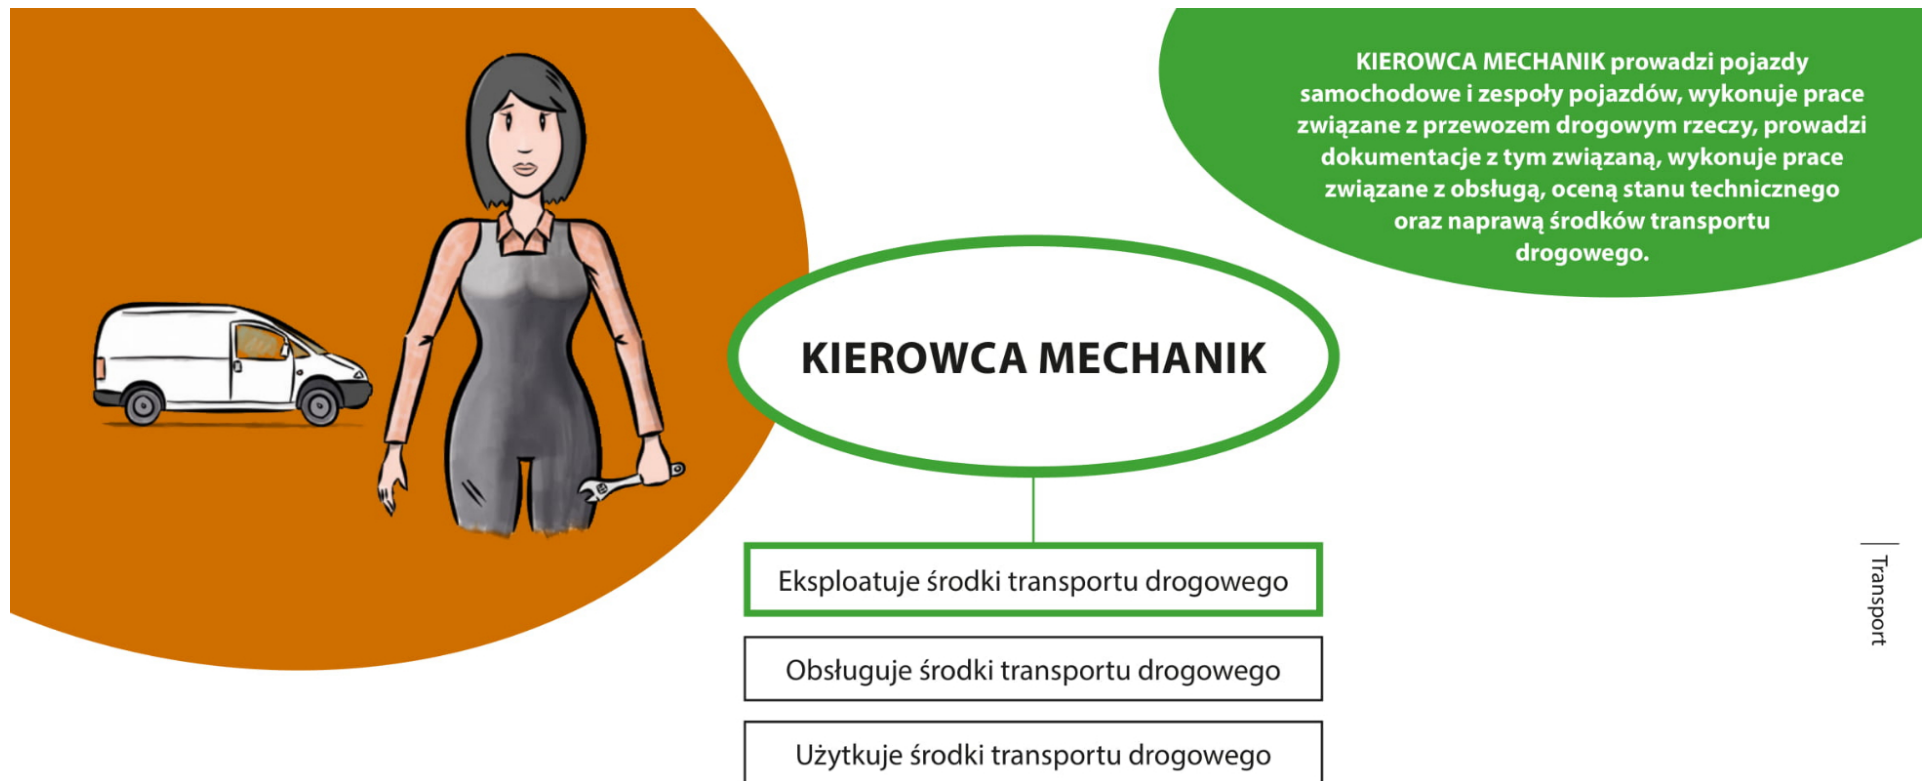 KIEROWCA MECHANIK prowadzi pojazdy
samochodowe i zespoły pojazdów, wykonuje prace
związane z przewozem drogowym rzeczy, prowadzi
dokumentacje z tym związaną, wykonuje prace
związane z obsługą, oceną stanu technicznego
oraz naprawą środków transportu
drogowego.
KIEROWCA MECHANIK
Eksploatuje środki transportu drogowego
Obsługuje środki transportu drogowego
Użytkuje środki transportu drogowego
Transport